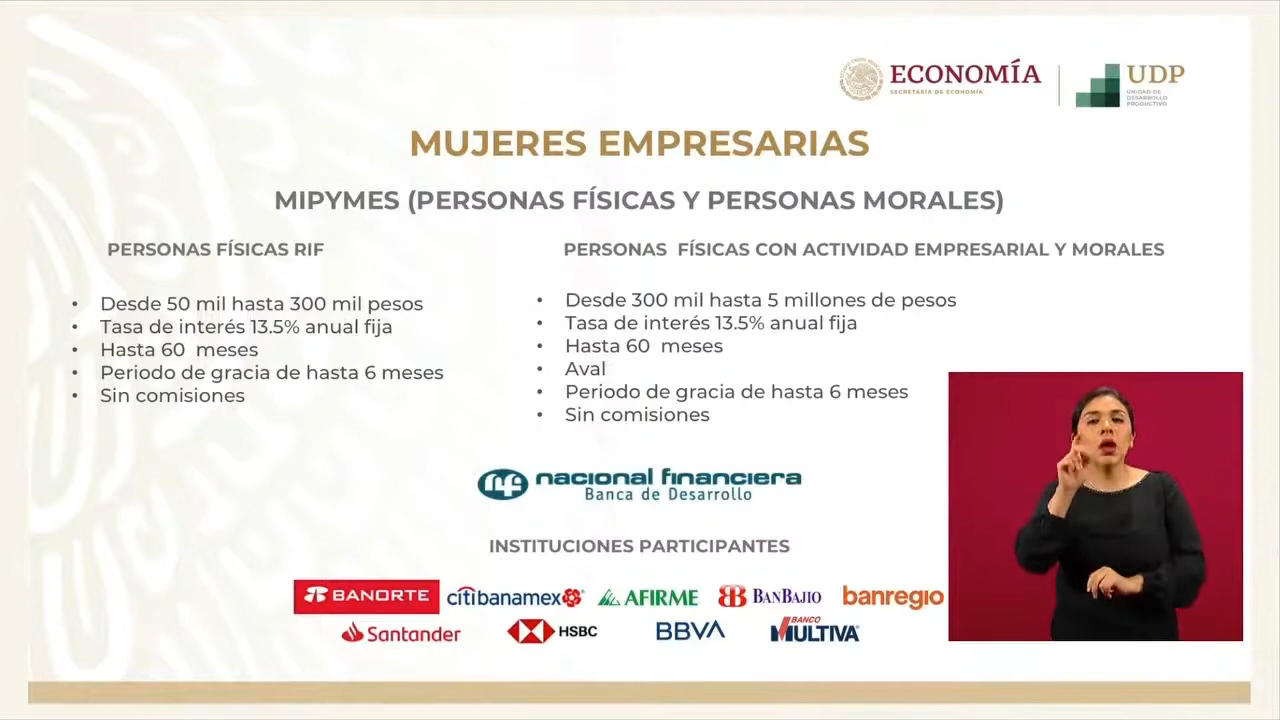 ECONOMÍA
SECRETARÍA DE ECONOMÍA
UDP
UNIDAD DE
DESARROLLO
PRODUCTIVO
MUJERES EMPRESARIAS
MIPYMES (PERSONAS FÍSICAS Y PERSONAS MORALES)
PERSONAS FÍSICAS RIF
• Desde 50 mil hasta 300 mil pesos
• Tasa de interés 13.5% anual fija
• Hasta 60 meses
• Periodo de gracia de hasta 6 meses
• Sin comisiones
PERSONAS FÍSICAS CON ACTIVIDAD EMPRESARIAL Y MORALES
• Desde 300 mil hasta 5 millones de pesos
• Tasa de interés 13.5% anual fija
• Hasta 60 meses
• Aval
• Periodo de gracia de hasta 6 meses
• Sin comisiones
nf nacional financiera
Banca de Desarrollo
INSTITUCIONES PARTICIPANTES
BANORTE citibanamex AFIRME BANBAJIO banregio
Santander HSBC BBVA BANCO MULTIVA